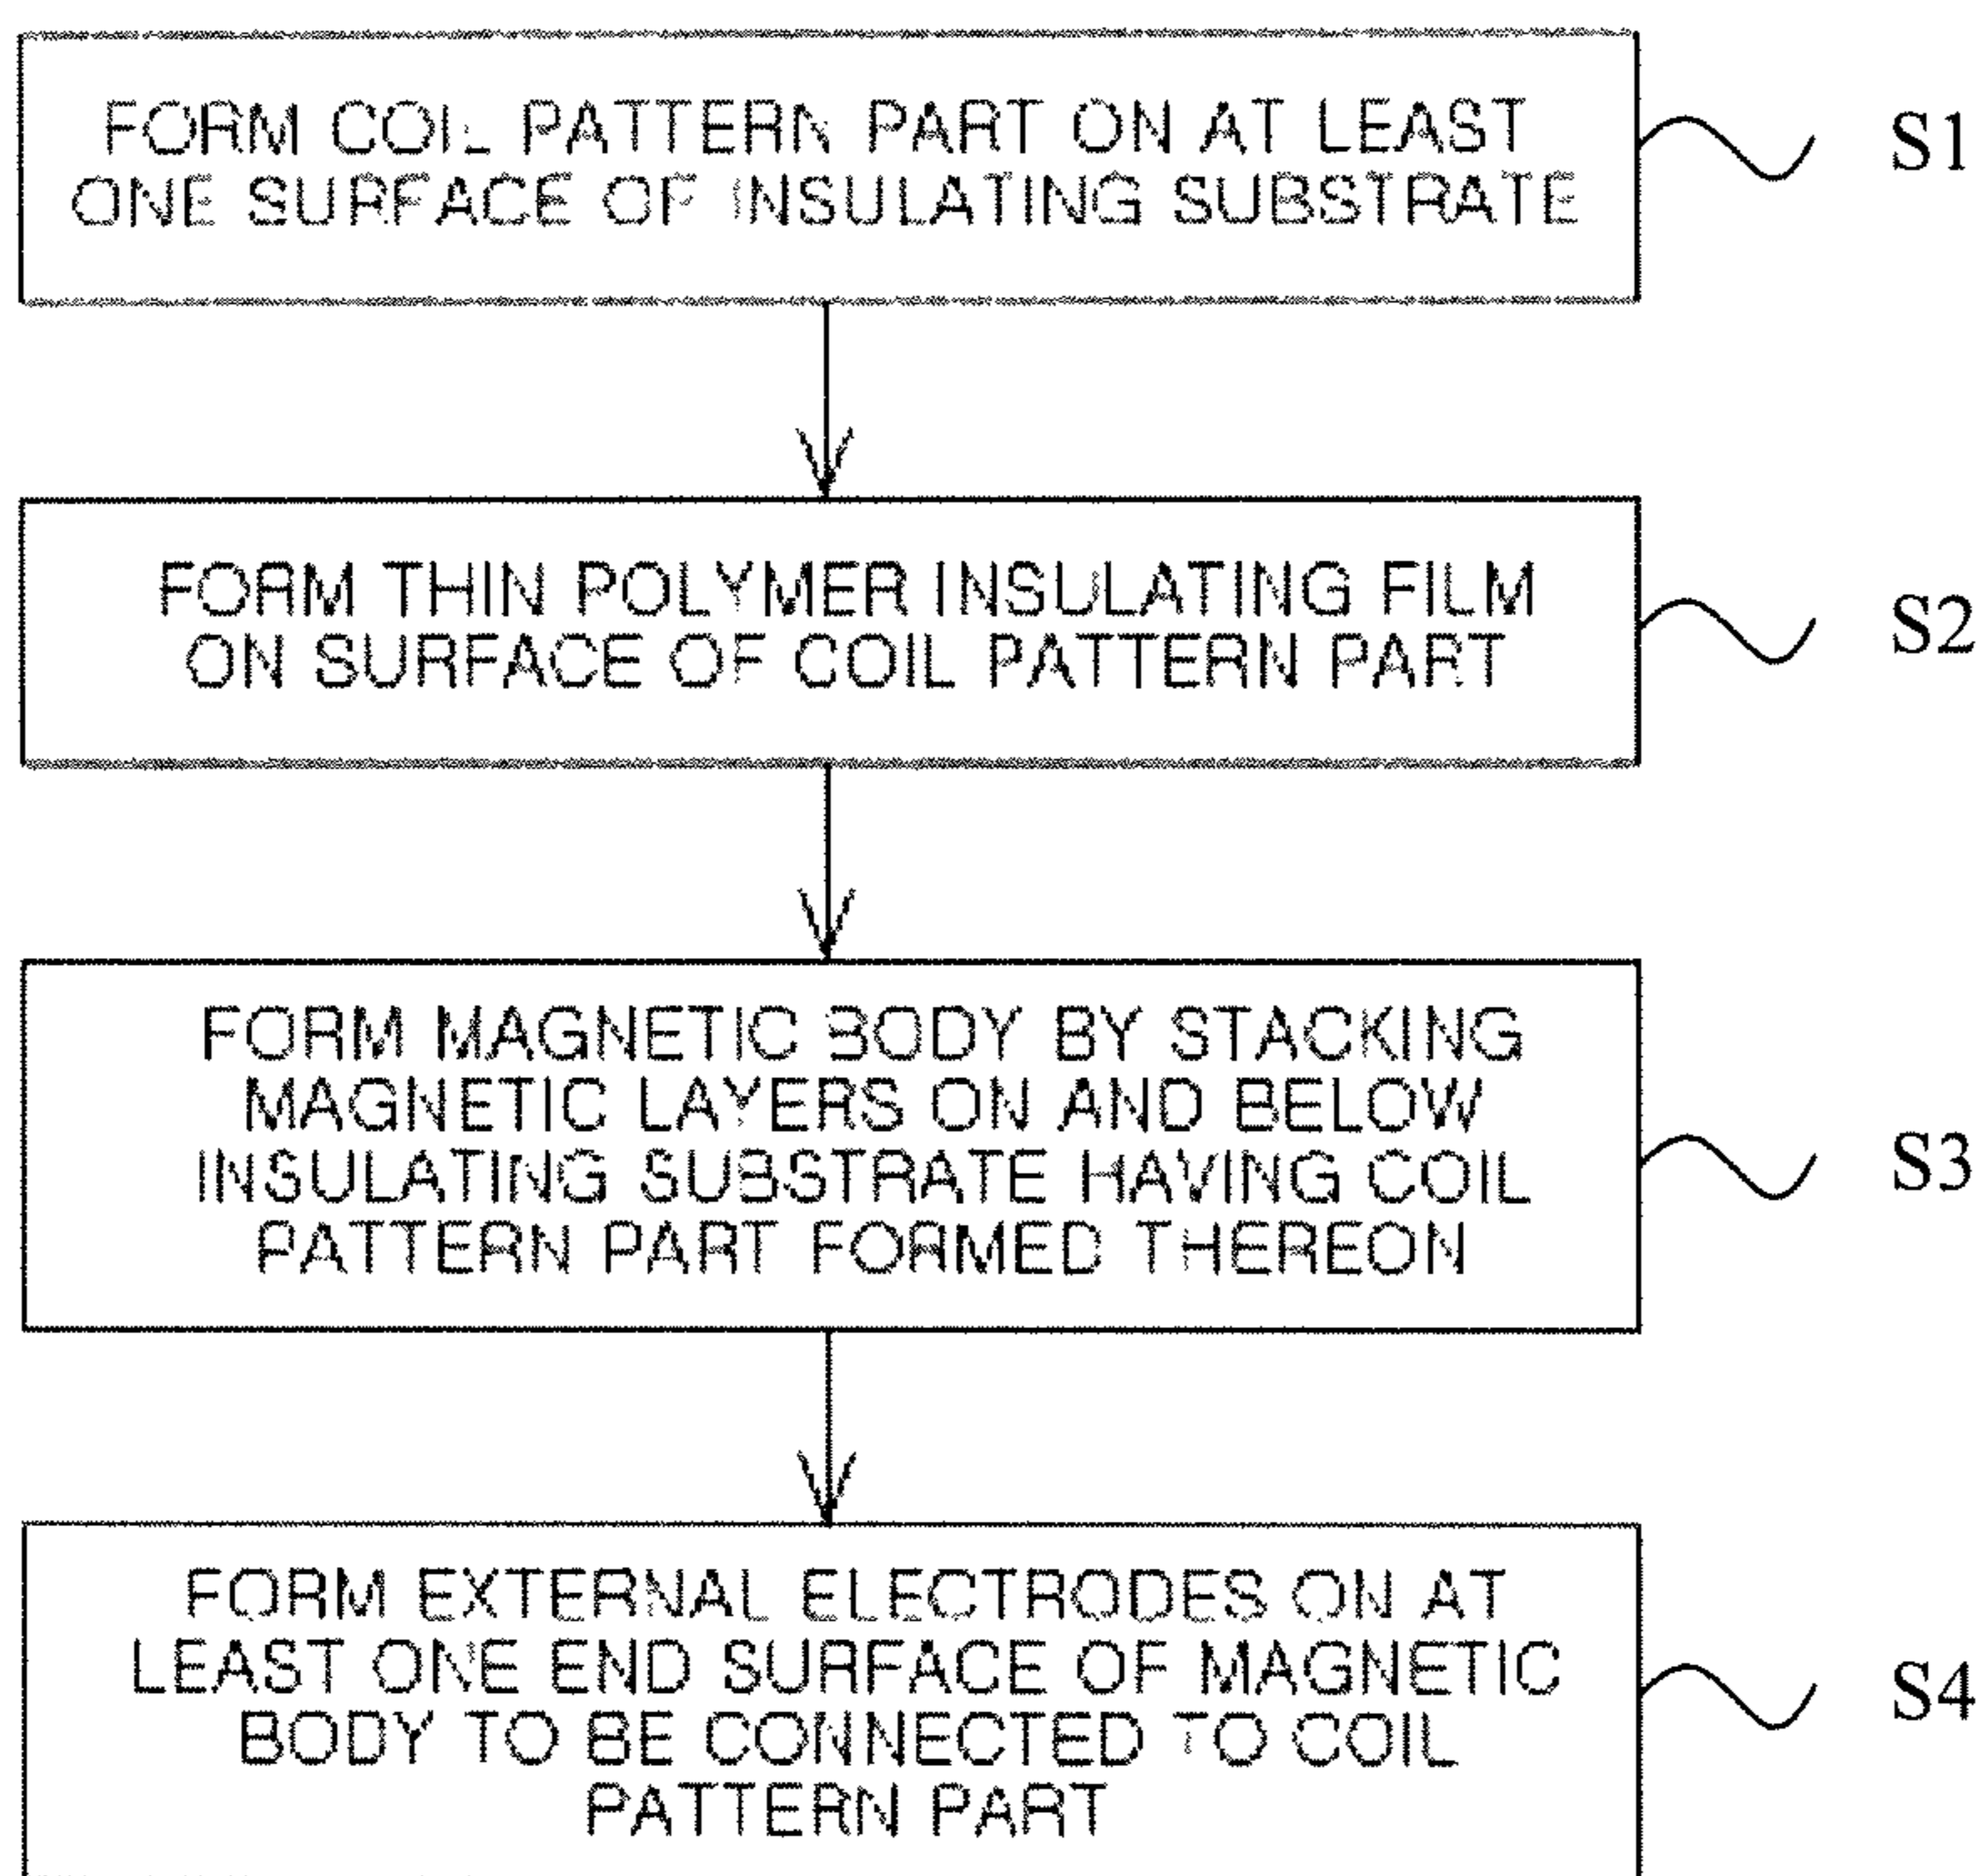 FORM COIL PATTERN PART ON AT LEAST
ONE SURFACE OF INSULATING SUBSTRATE
S1
FORM THIN POLYMER INSULATING FILM
ON SURFACE OF COIL PATTERN PART
S2
FORM MAGNETIC BODY BY STACKING
MAGNETIC LAYERS ON AND BELOW
INSULATING SUBSTRATE HAVING COIL
PATTERN PART FORMED THEREON
S3
FORM EXTERNAL ELECTRODES ON AT
LEAST ONE END SURFACE OF MAGNETIC
BODY TO BE CONNECTED TO COIL
PATTERN PART
S4